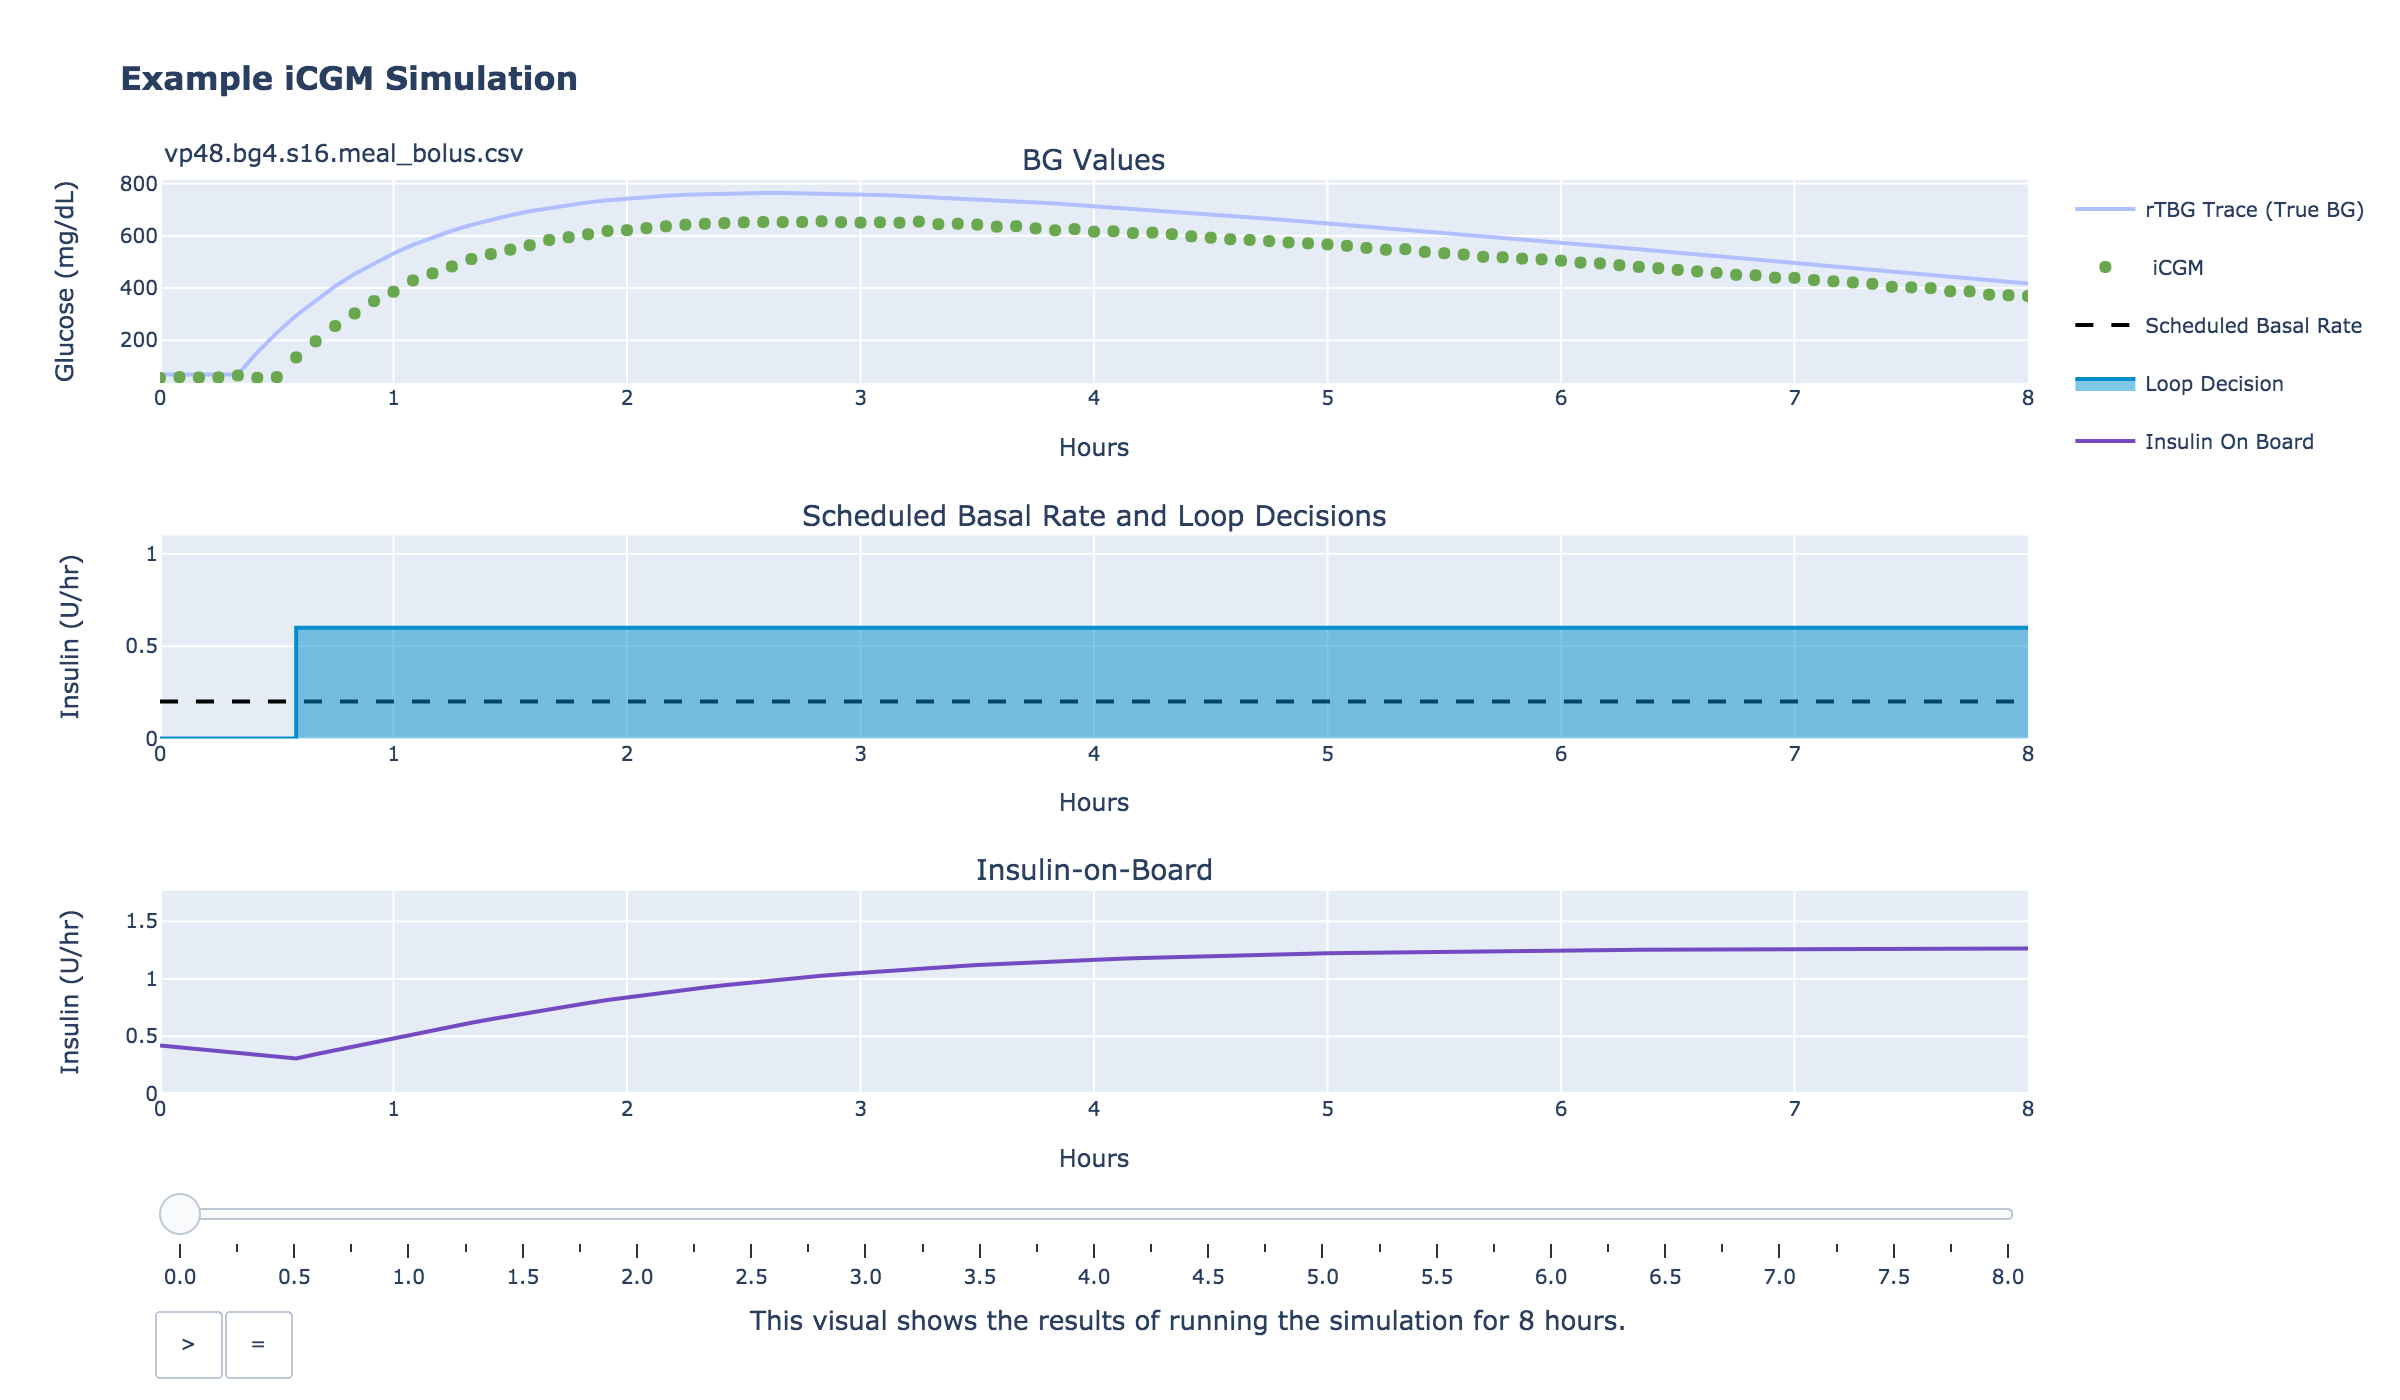 Example iCGM Simulation
vp48.bg4.s16.meal_bolus.csv
BG Values
Glucose (mg/dL)
800
600
400
200
0 1 2 3 4 5 6 7 8
Hours
rTBG Trace (True BG)
iCGM
Scheduled Basal Rate
Loop Decision
Insulin On Board
Scheduled Basal Rate and Loop Decisions
Insulin (U/hr)
1
0.5
0
0 1 2 3 4 5 6 7 8
Hours
Insulin-on-Board
Insulin (U/hr)
1.5
1
0.5
0
0 1 2 3 4 5 6 7 8
Hours
0.0 0.5 1.0 1.5 2.0 2.5 3.0 3.5 4.0 4.5 5.0 5.5 6.0 6.5 7.0 7.5 8.0
This visual shows the results of running the simulation for 8 hours.
> =